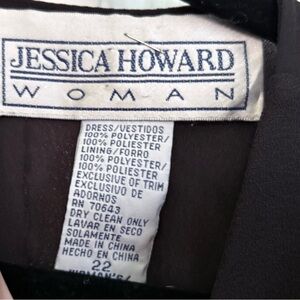 JESSICA HOWARD
WOMAN
DRESS/VESTIDOS
100% POLYESTER/
100% POLIESTER
LINING/FORRO
100% POLYESTER/
100% POLIESTER
EXCLUSIVE OF TRIM
EXCLUSIVO DE
ADORNOS
RN 70643
DRY CLEAN ONLY
LAVAR EN SECO
SOLAMENTE
MADE IN CHINA
HECHO EN CHINA
22
WOMAN'S/